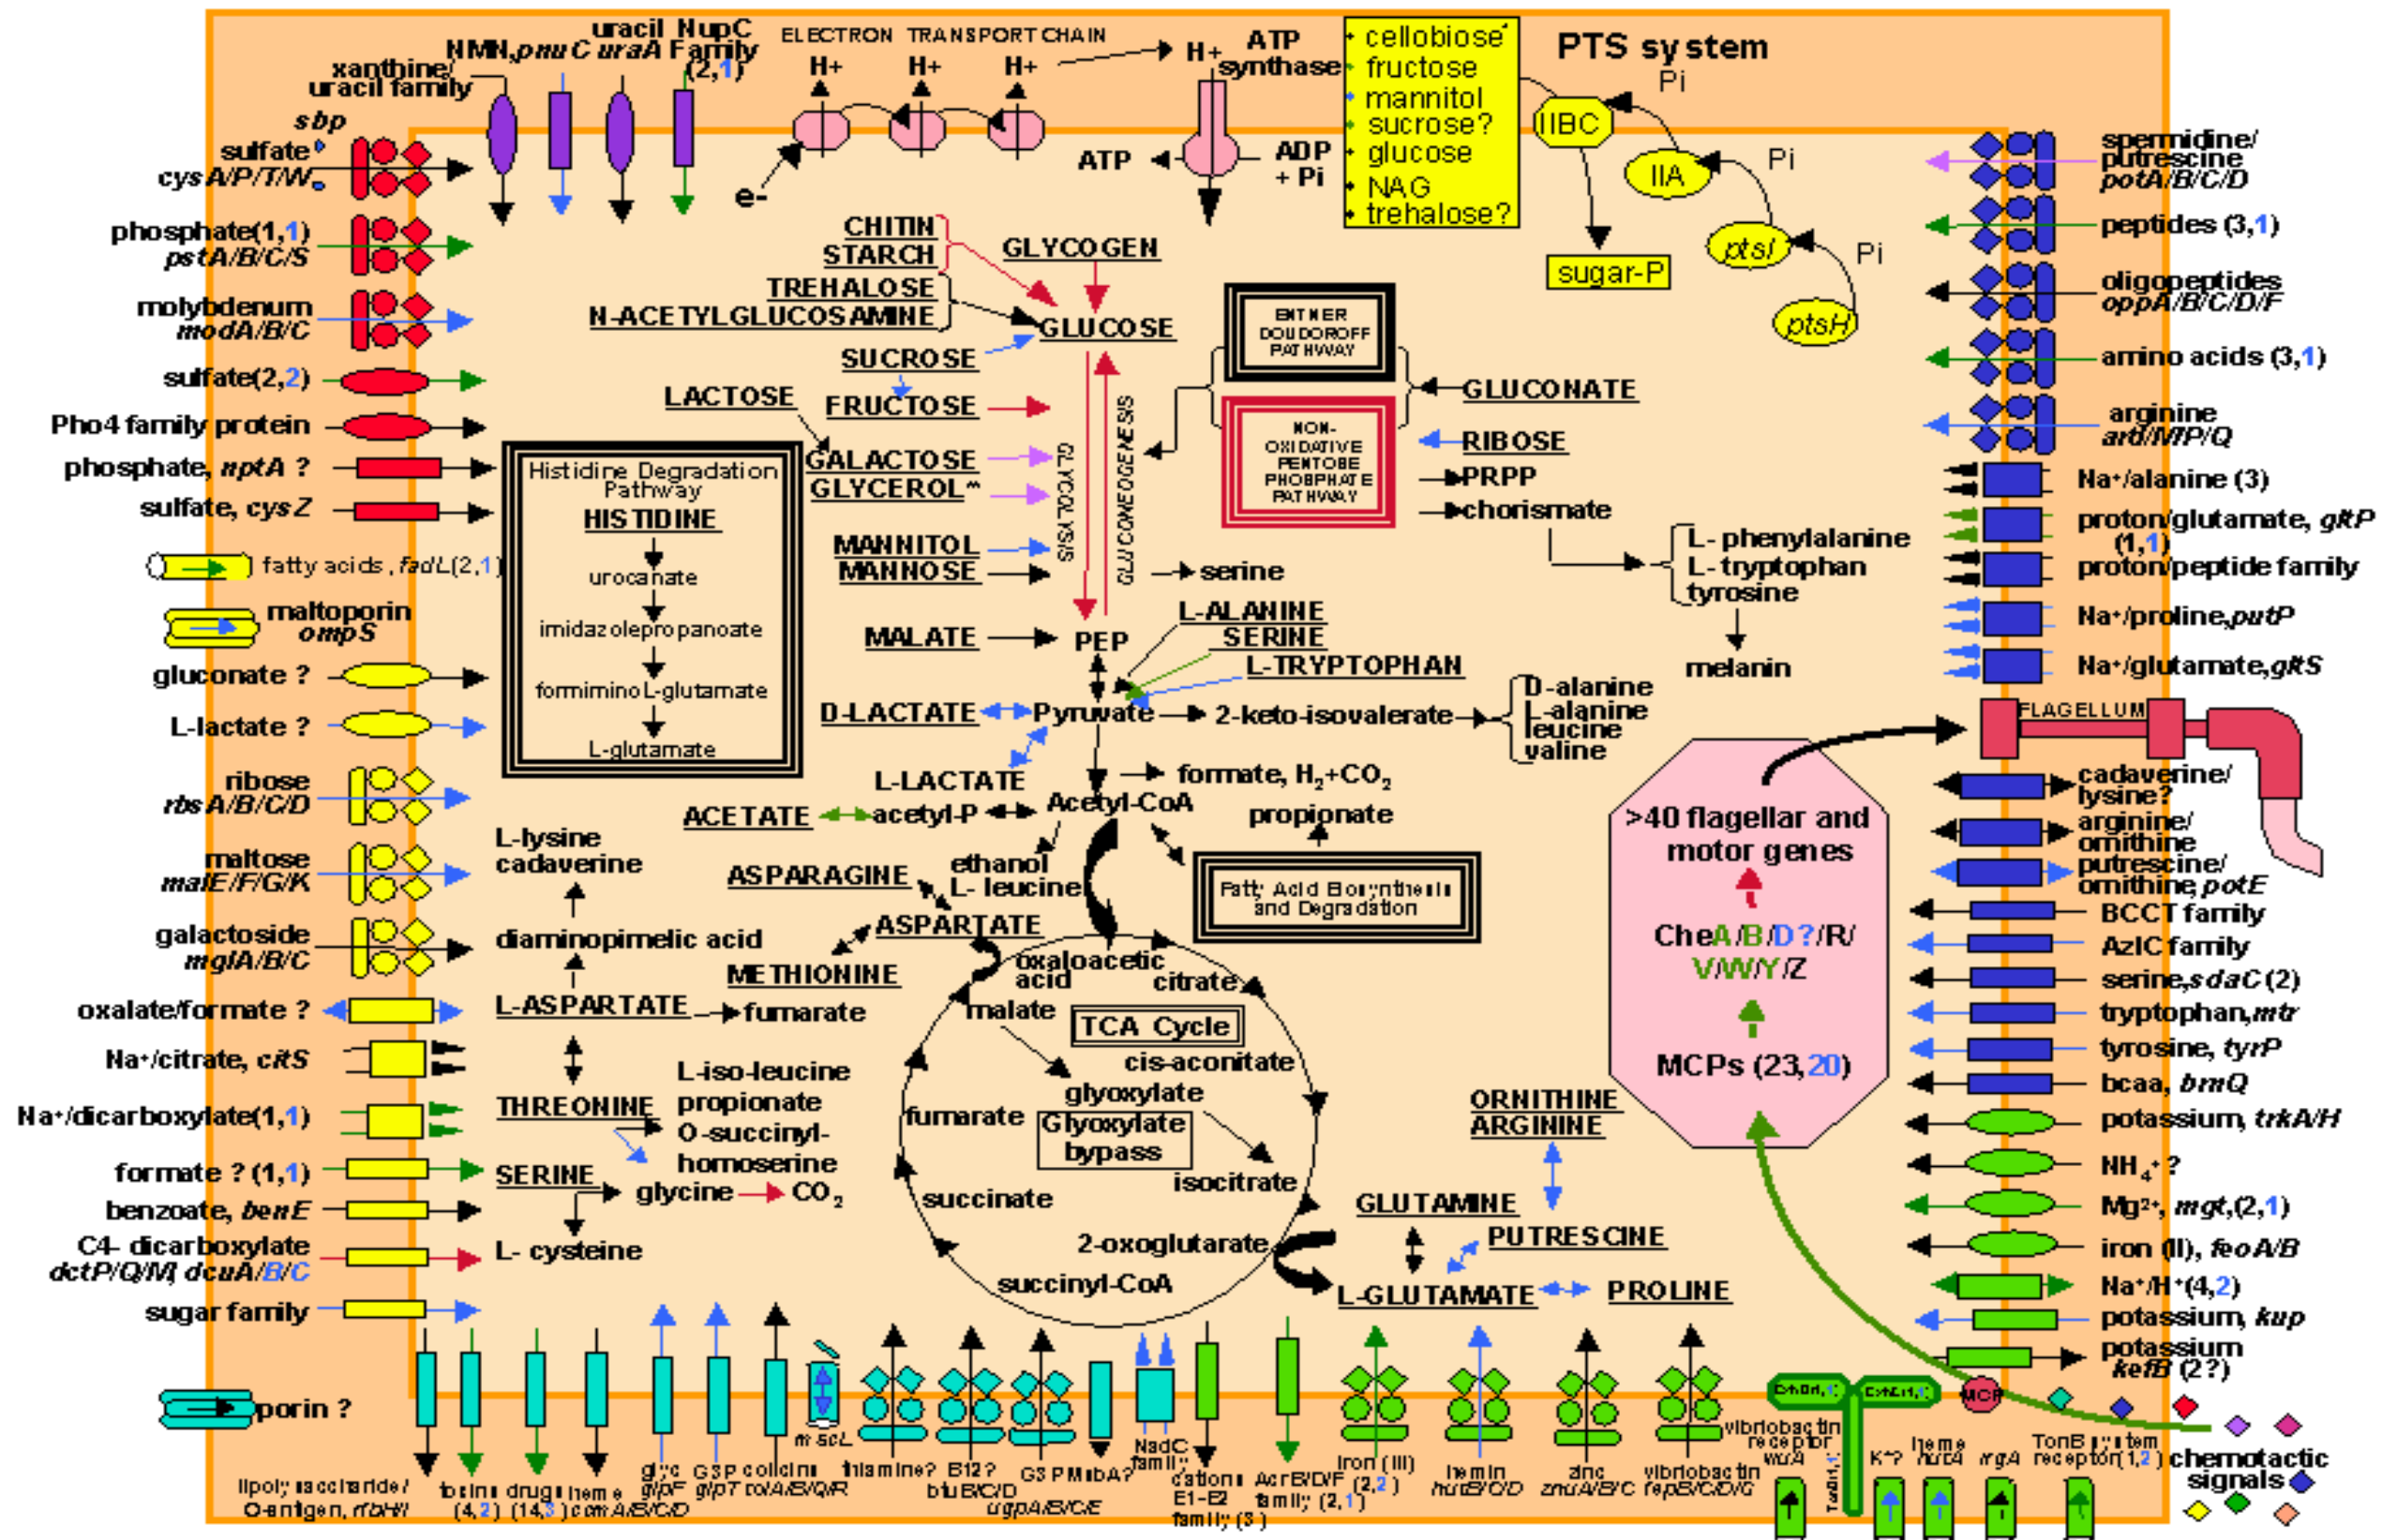 uracil NupC
NMN, pnuC uraA Family
(2,1)
xanthine/
uracil family
ELECTRON TRANSPORT CHAIN
H+
H+
H+
H+
ATP
synthase
ATP
ADP
+ Pi
e-
cellobiose*
fructose
mannitol
sucrose?
glucose
NAG
trehalose?
PTS system
Pi
IIBC
Pi
IIA
Pi
ptsI
ptsH
sugar-P
sbp
sulfate
cysA/P/T/W
phosphate(1,1)
pstA/B/C/S
molybdenum
modA/B/C
sulfate(2,2)
Pho4 family protein
phosphate, nptA ?
sulfate, cysZ
fatty acids, fadL(2,1)
maltoporin
ompS
gluconate ?
L-lactate ?
ribose
rbsA/B/C/D
maltose
malE/F/G/K
galactoside
mglA/B/C
oxalate/formate ?
Na+/citrate, citS
Na+/dicarboxylate(1,1)
formate ? (1,1)
benzoate, benE
C4- dicarboxylate
dctP/Q/M, dcuA/B/C
sugar family
porin ?
CHITIN
STARCH
GLYCOGEN
TREHALOSE
N-ACETYLGLUCOSAMINE
GLUCOSE
SUCROSE
LACTOSE
FRUCTOSE
GALACTOSE
GLYCEROL
MANNITOL
MANNOSE
GLYCOLYSIS
GLUCONEOGENESIS
ENTNER
DOUDOROFF
PATHWAY
NON-
OXIDATIVE
PENTOSE
PHOSPHATE
PATHWAY
GLUCONATE
RIBOSE
PRPP
chorismate
L- phenylalanine
L- tryptophan
tyrosine
melanin
serine
Histidine Degradation
Pathway
HISTIDINE
urocanate
imidazolepropanoate
formimino L-glutamate
L-glutamate
MALATE
PEP
L-ALANINE
SERINE
L-TRYPTOPHAN
D-LACTATE
Pyruvate
2-keto-isovalerate
D-alanine
L-alanine
leucine
valine
L-LACTATE
formate, H2+CO2
ACETATE
acetyl-P
Acetyl-CoA
propionate
ethanol
L- leucine
Fatty Acid Biosynthesis
and Degradation
L-lysine
cadaverine
diaminopimelic acid
L-ASPARTATE
fumarate
ASPARAGINE
ASPARTATE
METHIONINE
THREONINE
L-iso-leucine
propionate
O-succinyl-
homoserine
SERINE
glycine
CO2
L- cysteine
oxaloacetic
acid
citrate
malate
TCA Cycle
cis-aconitate
glyoxylate
Glyoxylate
bypass
fumarate
isocitrate
succinate
2-oxoglutarate
succinyl-CoA
ORNITHINE
ARGININE
GLUTAMINE
PUTRESCINE
L-GLUTAMATE
PROLINE
>40 flagellar and
motor genes
CheA/B/D?/R/
V/W/Y/Z
MCPs (23,20)
FLAGELLUM
spermidine/
putrescine
potA/B/C/D
peptides (3,1)
oligopeptides
oppA/B/C/D/F
amino acids (3,1)
arginine
artI/M/P/Q
Na+/alanine (3)
proton/glutamate, gltP
(1,1)
proton/peptide family
Na+/proline, putP
Na+/glutamate, gltS
cadaverine/
lysine?
arginine/
ornithine
putrescine/
ornithine, potE
BCCT family
AzlC family
serine, sdaC (2)
tryptophan, mtr
tyrosine, tyrP
bcaa, brnQ
potassium, trkA/H
NH4+ ?
Mg2+, mgt,(2,1)
iron (II), feoA/B
Na+/H+(4,2)
potassium, kup
potassium
kefB (2?)
MCP
chemotactic
signals
lipolysaccharide/
O-antigen, rfbH/I
toxins
(4,2)
drugs
(14,3)
heme
ccmA/B/C/D
glyc
glpF
G3P
glpT
colicins
tolA/B/Q/R
mscL
thiamine?
B12?
btuB/C/D
G3P
ugpA/B/C/E
MsbA?
NadC
family
cations
E1-E2
family (3)
AcrB/D/F
family (2,1)
iron (III)
(2,2)
hemin
hutB/C/D
zinc
znuA/B/C
vibriobactin
vibriobactin
receptor
viuA
K+?
heme
hutA
irgA
TonB system
receptor(1,2)